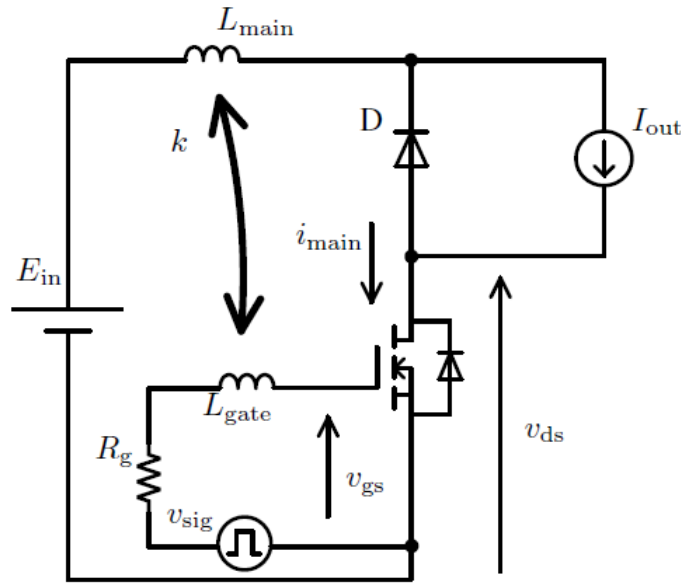 L_main
D
I_out
k
i_main
E_in
L_gate
v_ds
R_g
v_gs
v_sig